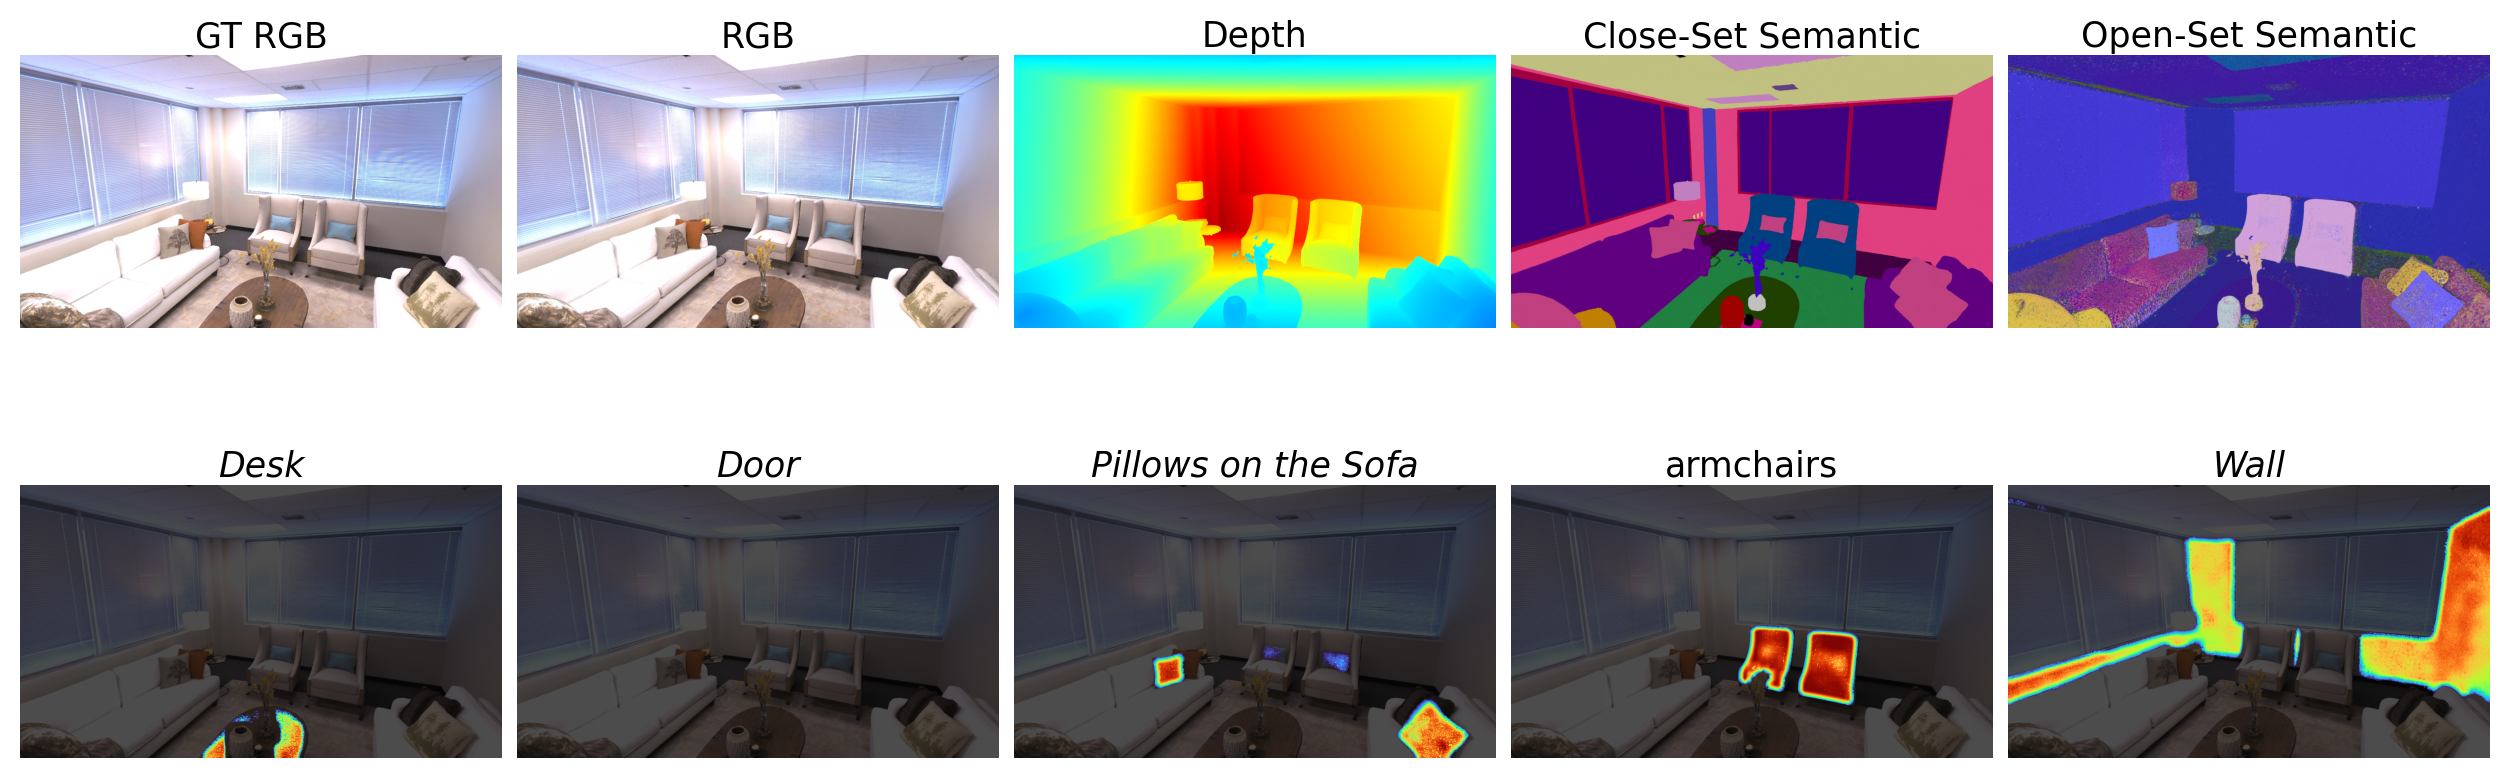 GT RGB
RGB
Depth
Close-Set Semantic
Open-Set Semantic
Desk
Door
Pillows on the Sofa
armchairs
Wall